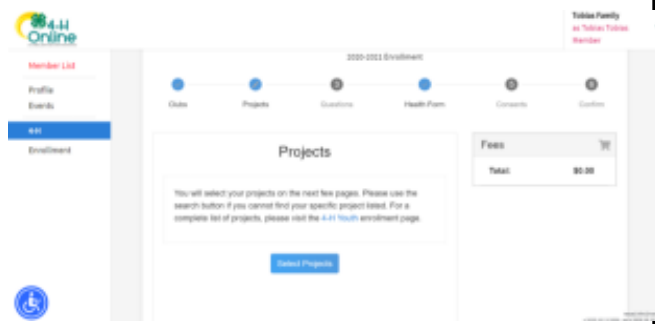 4-H
Online
Tobias Family
as Tobias Tobias
Member
Member List
Profile
Events
4-H
Enrollment
2020-2021 Enrollment
Clubs
Projects
Questions
Health Form
Consents
Confirm
Projects
You will select your projects on the next few pages. Please use the
search button if you cannot find your specific project listed. For a
complete list of projects, please visit the 4-H Youth enrollment page.
Select Projects
Fees
Total:
$0.00